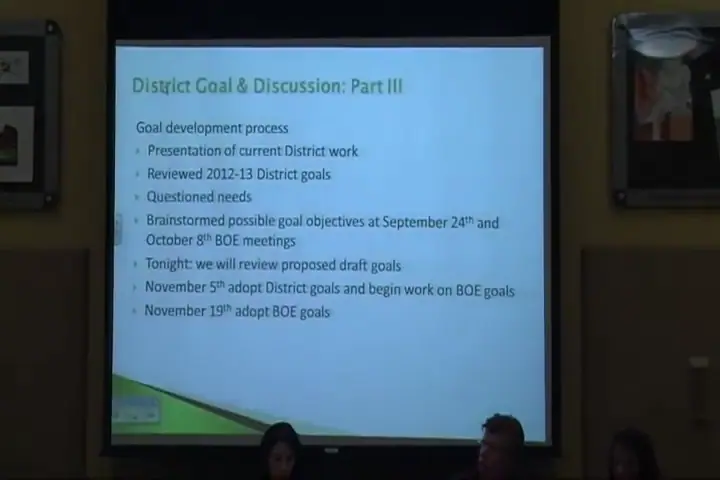 District Goal & Discussion: Part III
Goal development process
Presentation of current District work
Reviewed 2012-13 District goals
Questioned needs
Brainstormed possible goal objectives at September 24th and
October 8th BOE meetings
Tonight: we will review proposed draft goals
November 5th adopt District goals and begin work on BOE goals
November 19th adopt BOE goals